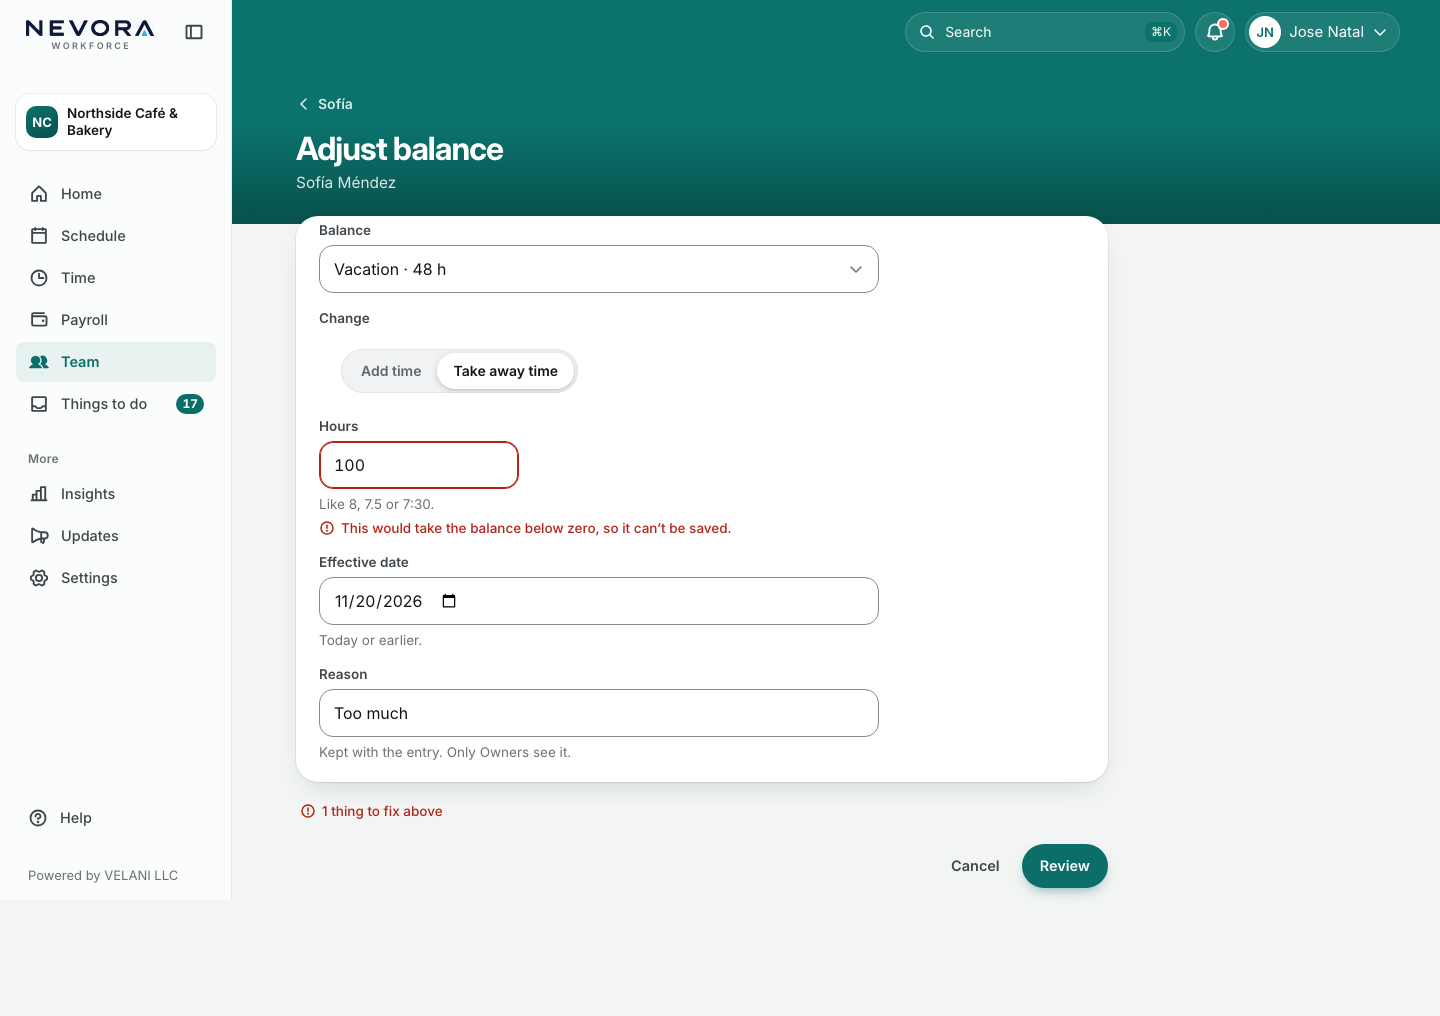 NEVORA
WORKFORCE
Search
⌘K
JN
Jose Natal
NC
Northside Café &
Bakery
Home
Schedule
Time
Payroll
Team
Things to do
17
More
Insights
Updates
Settings
Help
Powered by VELANI LLC
Sofía
Adjust balance
Sofía Méndez
Balance
Vacation · 48 h
Change
Add time
Take away time
Hours
100
Like 8, 7.5 or 7:30.
This would take the balance below zero, so it can’t be saved.
Effective date
11/20/2026
Today or earlier.
Reason
Too much
Kept with the entry. Only Owners see it.
1 thing to fix above
Cancel
Review